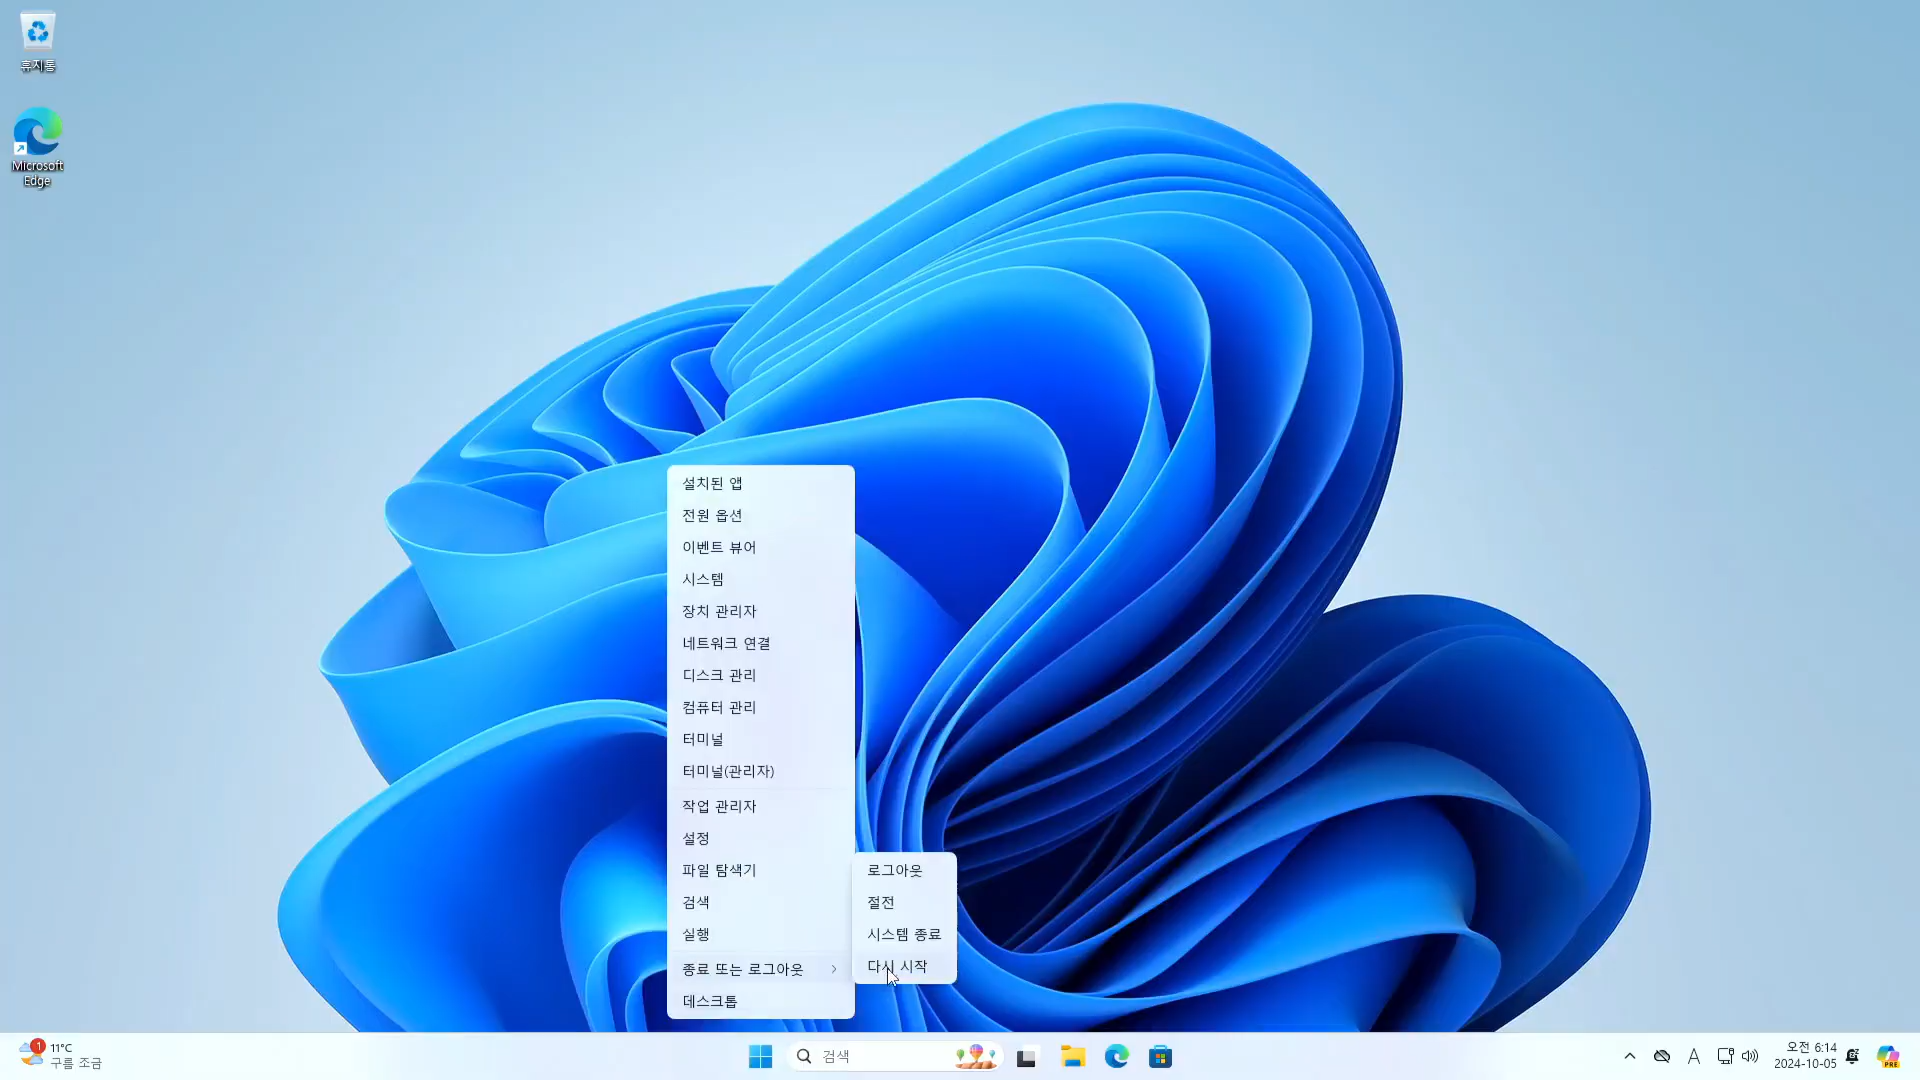 휴지통
Microsoft
Edge
설치된 앱
전원 옵션
이벤트 뷰어
시스템
장치 관리자
네트워크 연결
디스크 관리
컴퓨터 관리
터미널
터미널(관리자)
작업 관리자
설정
파일 탐색기
검색
실행
종료 또는 로그아웃
데스크톱
로그아웃
절전
시스템 종료
다시 시작
1
11°C
구름 조금
검색
A
오전 6:14
2024-10-05
PRE